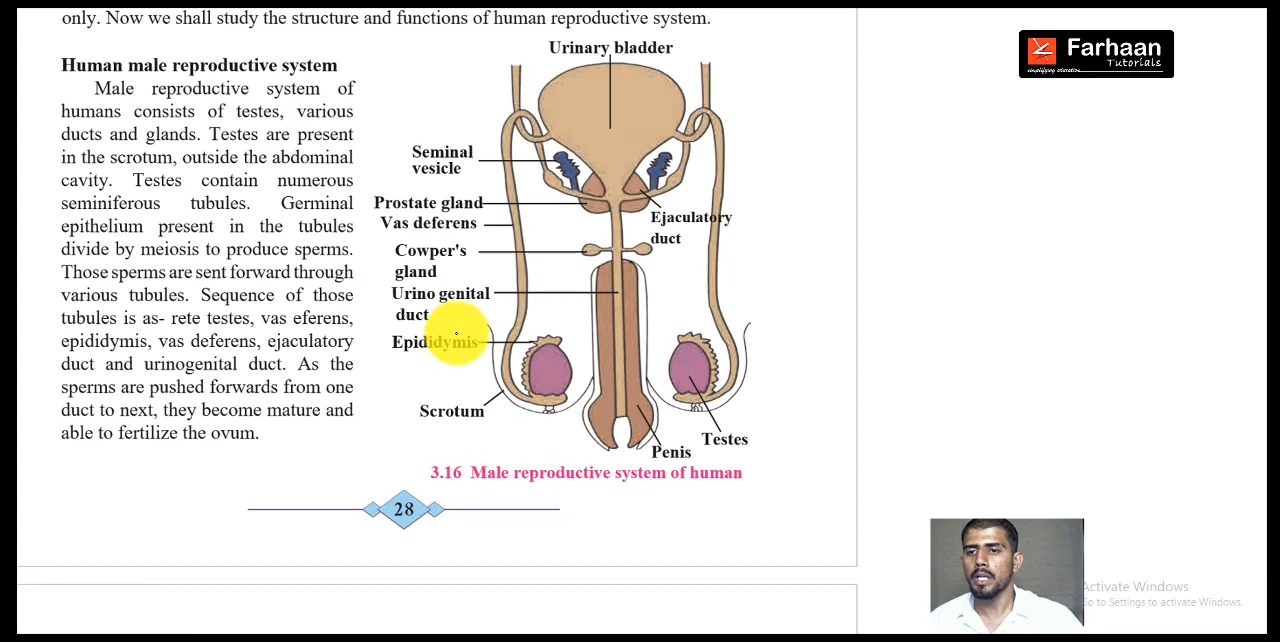 only. Now we shall study the structure and functions of human reproductive system.
Human male reproductive system
Male reproductive system of
humans consists of testes, various
ducts and glands. Testes are present
in the scrotum, outside the abdominal
cavity. Testes contain numerous
seminiferous tubules. Germinal
epithelium present in the tubules
divide by meiosis to produce sperms.
Those sperms are sent forward through
various tubules. Sequence of those
tubules is as- rete testes, vas eferens,
epididymis, vas deferens, ejaculatory
duct and urinogenital duct. As the
sperms are pushed forwards from one
duct to next, they become mature and
able to fertilize the ovum.
Urinary bladder
Seminal
vesicle
Prostate gland
Vas deferens
Ejaculatory
duct
Cowper's
gland
Urino genital
duct
Epididymis
Scrotum
Testes
Penis
3.16 Male reproductive system of human
28
Farhaan
Tutorials
simplifying education
Activate Windows
Go to Settings to activate Windows.